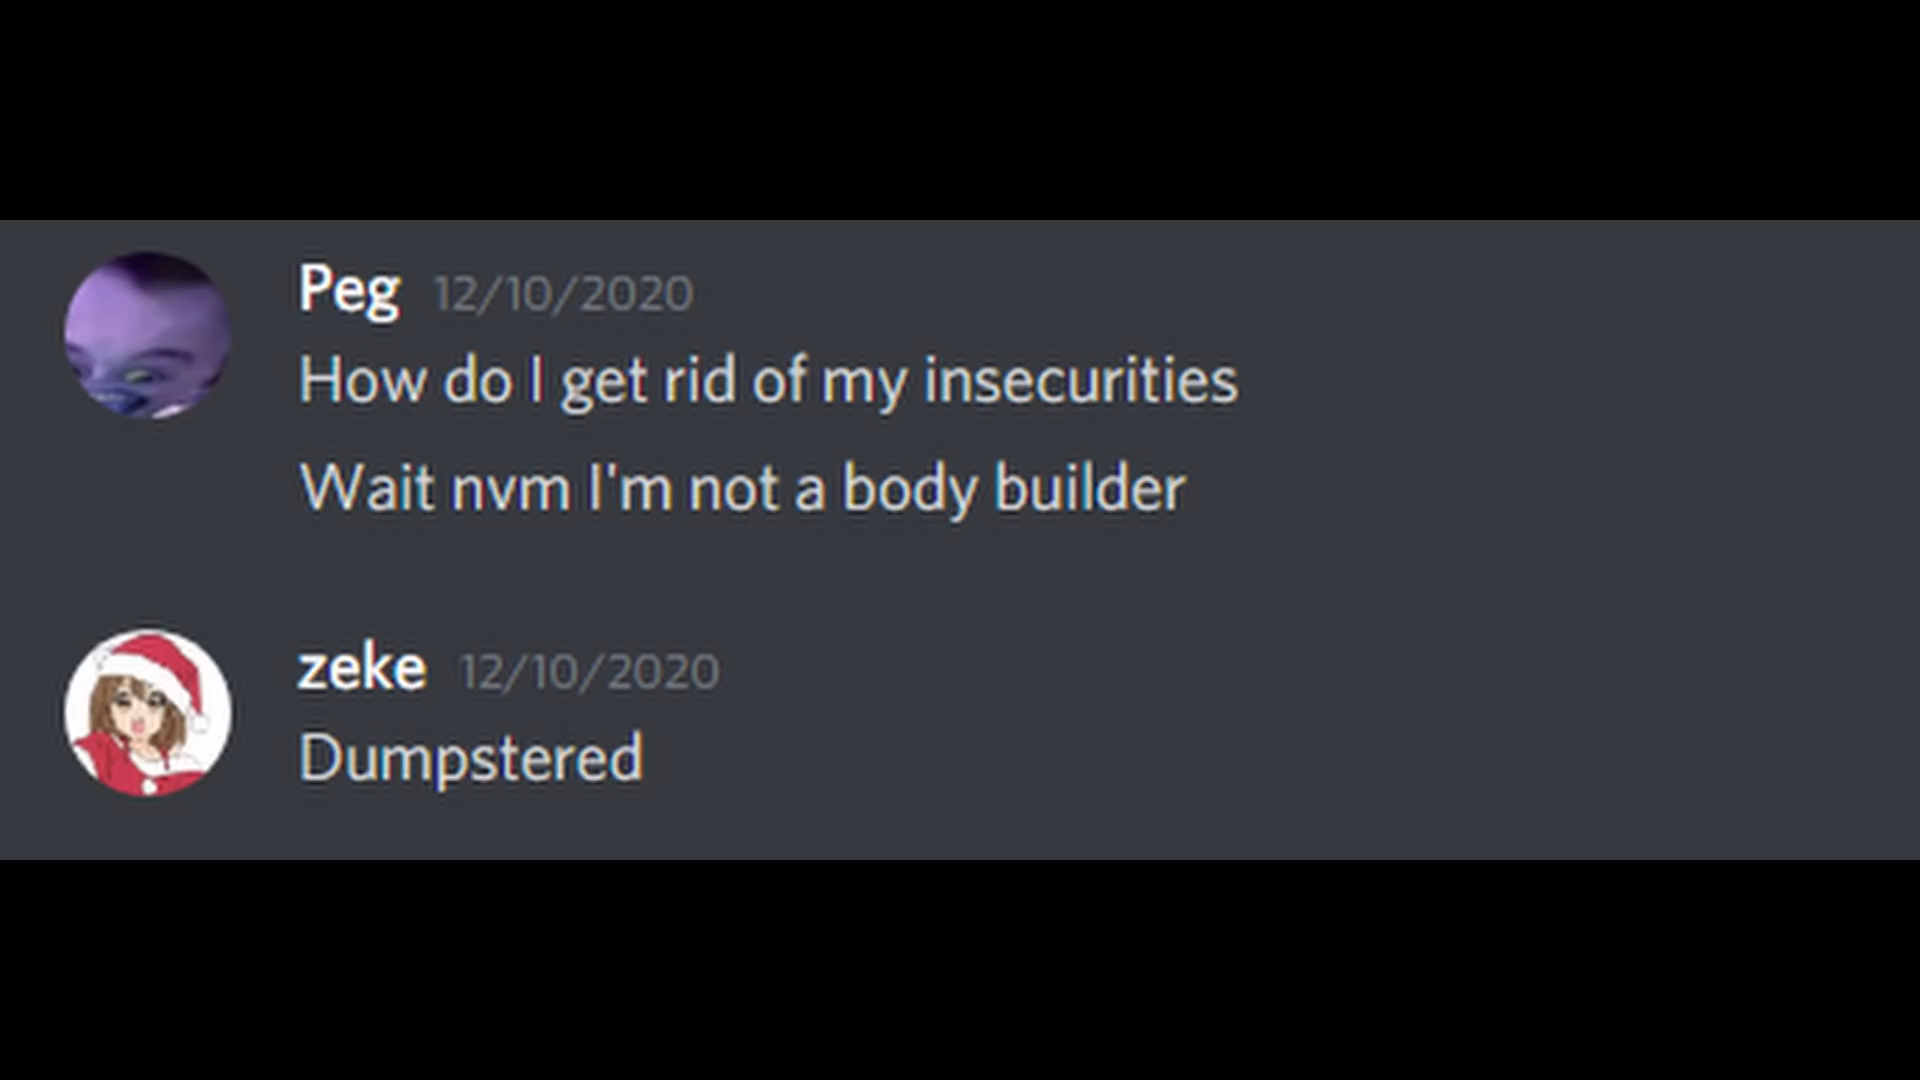 Peg 12/10/2020
How do I get rid of my insecurities
Wait nvm I'm not a body builder
zeke 12/10/2020
Dumpstered